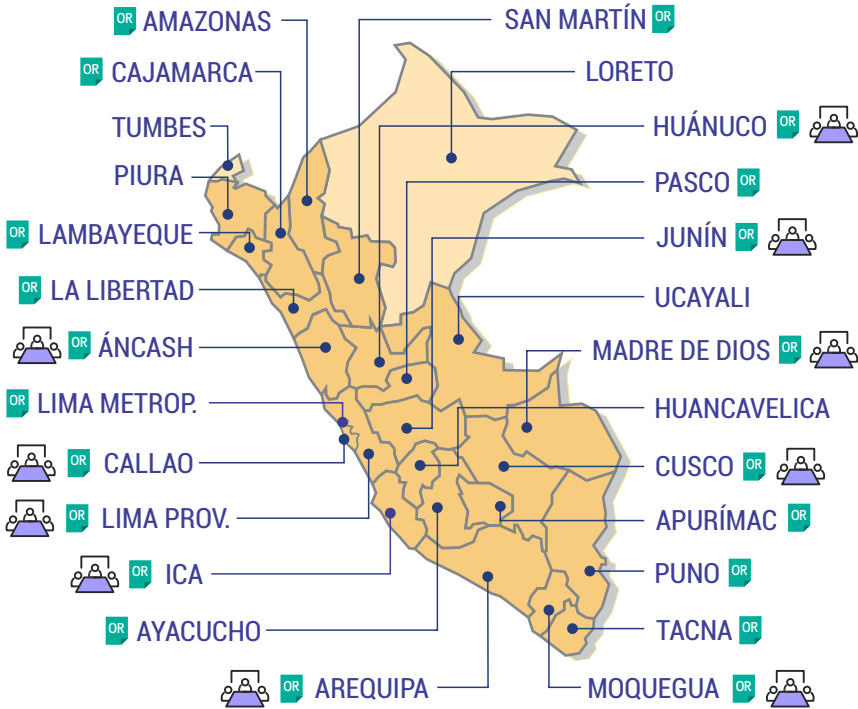 OR AMAZONAS
SAN MARTÍN OR
OR CAJAMARCA
LORETO
TUMBES
HUÁNUCO OR
PIURA
PASCO OR
OR LAMBAYEQUE
JUNÍN OR
OR LA LIBERTAD
UCAYALI
OR ÁNCASH
MADRE DE DIOS OR
OR LIMA METROP.
HUANCAVELICA
OR CALLAO
CUSCO OR
OR LIMA PROV.
APURÍMAC OR
OR ICA
PUNO OR
OR AYACUCHO
TACNA OR
OR AREQUIPA
MOQUEGUA OR